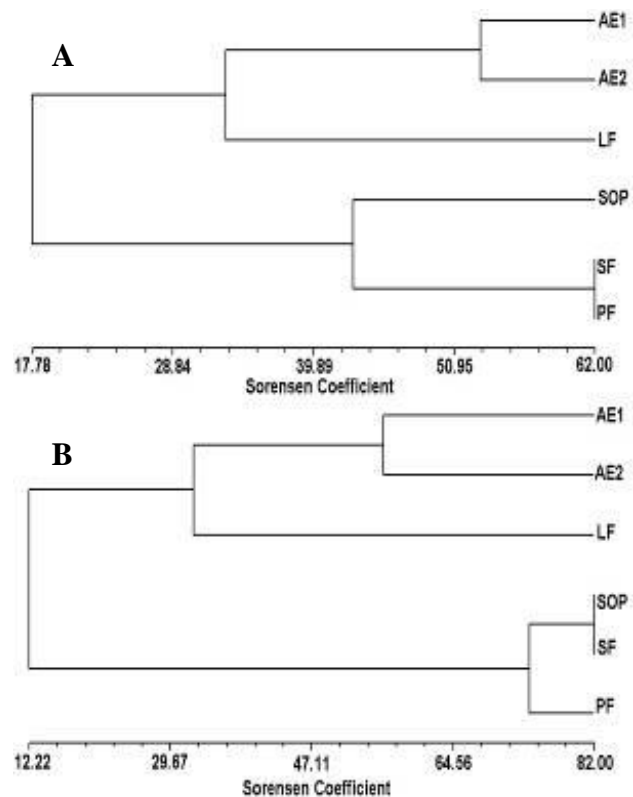 A
AE1
AE2
LF
SOP
SF
PF
17.78 28.84 39.89 50.95 62.00
Sorensen Coefficient
B
AE1
AE2
LF
SOP
SF
PF
12.22 29.67 47.11 64.56 82.00
Sorensen Coefficient